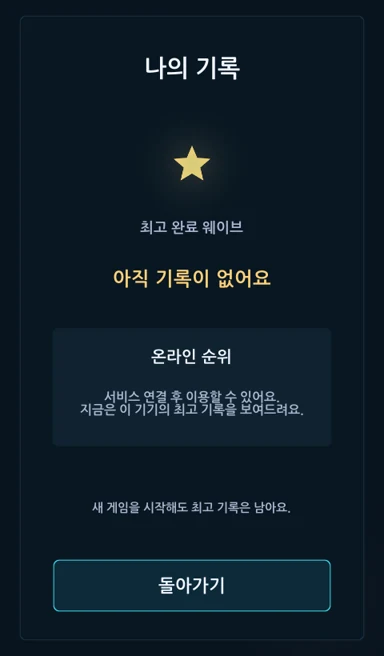 나의 기록
최고 완료 웨이브
아직 기록이 없어요
온라인 순위
서비스 연결 후 이용할 수 있어요.
지금은 이 기기의 최고 기록을 보여드려요.
새 게임을 시작해도 최고 기록은 남아요.
돌아가기